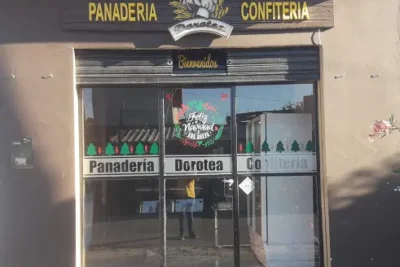 PANADERIA CONFITERIA
Dorotea
Bienvenidos
Feliz
Navidad
Panadería Dorotea Confitería